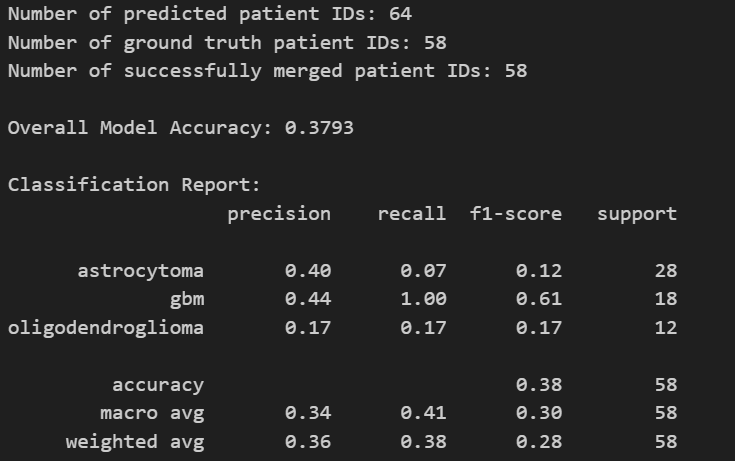 Number of predicted patient IDs: 64
Number of ground truth patient IDs: 58
Number of successfully merged patient IDs: 58
Overall Model Accuracy: 0.3793
Classification Report:
precision recall f1-score support
astrocytoma 0.40 0.07 0.12 28
gbm 0.44 1.00 0.61 18
oligodendroglioma 0.17 0.17 0.17 12
accuracy 0.38 58
macro avg 0.34 0.41 0.30 58
weighted avg 0.36 0.38 0.28 58